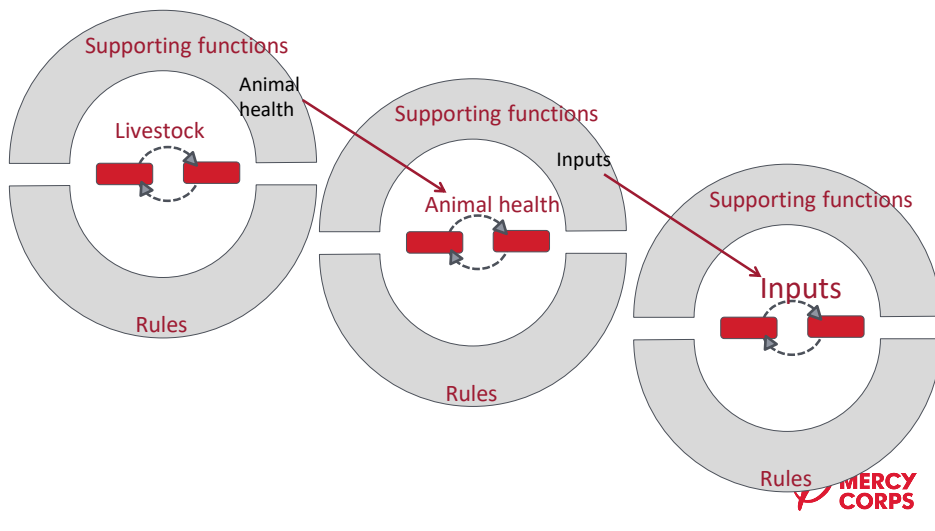 Supporting functions
Animal
health
Livestock
Rules
Supporting functions
Inputs
Animal health
Rules
Supporting functions
Inputs
Rules
MERCY
CORPS